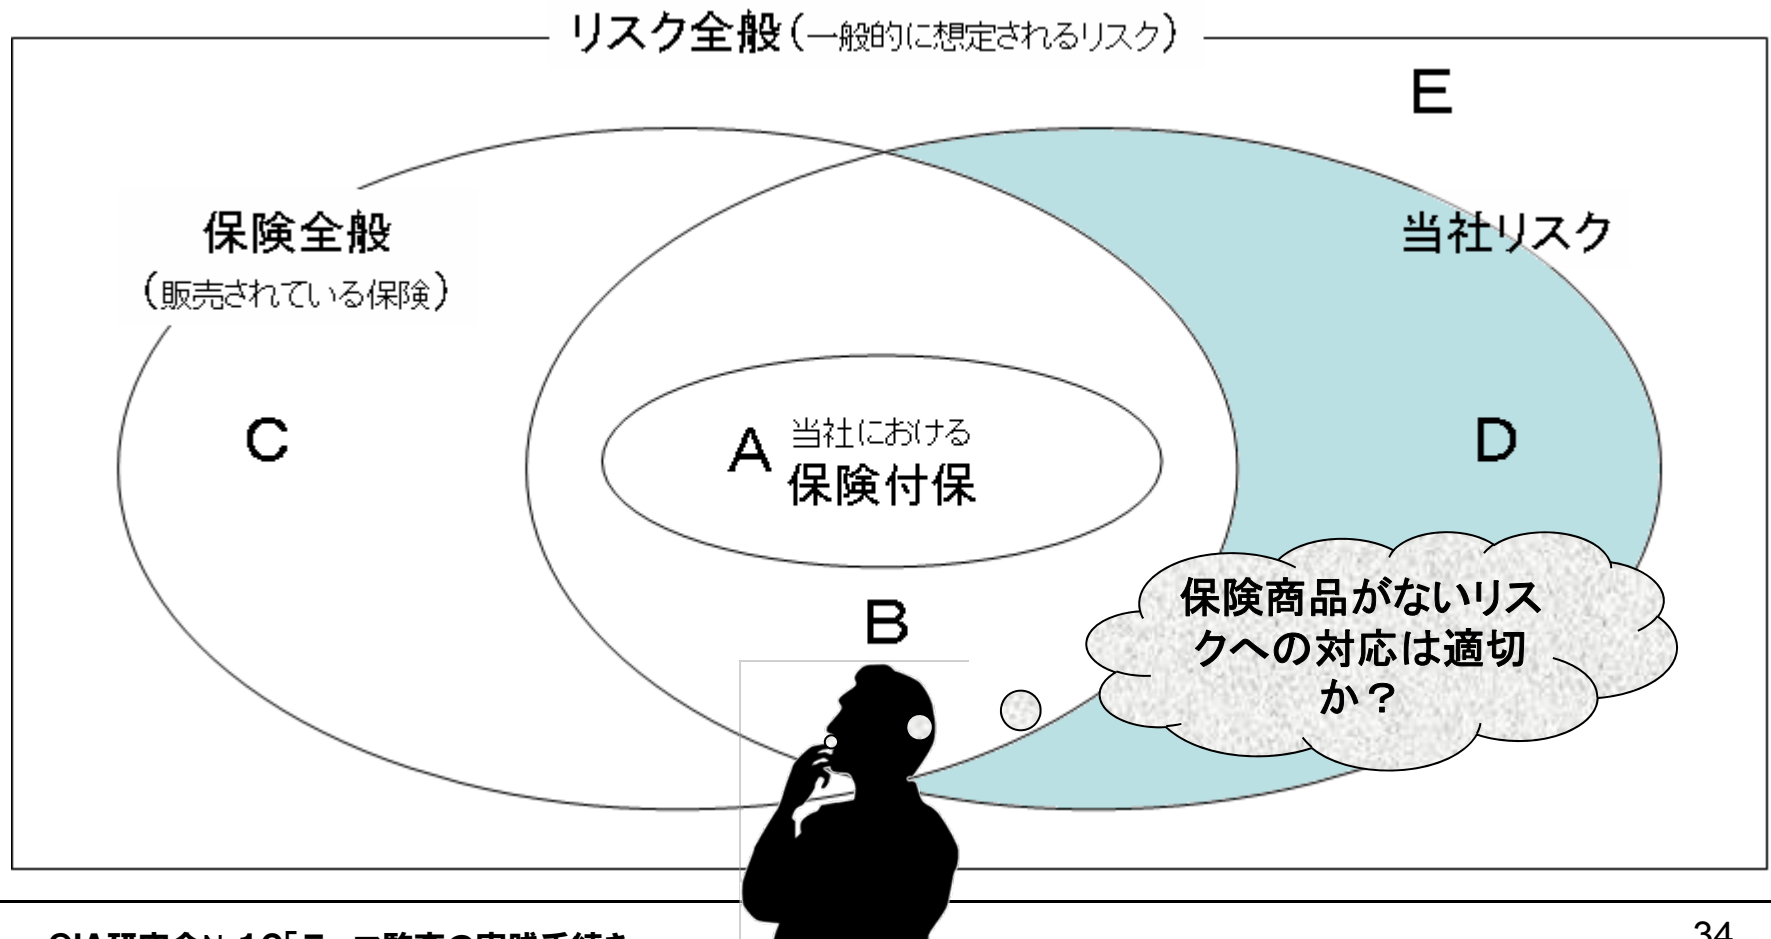 リスク全般（一般的に想定されるリスク）
E
保険全般
（販売されている保険）
当社リスク
C
A
当社における
保険付保
D
B
保険商品がないリス
クへの対応は適切
か？
34